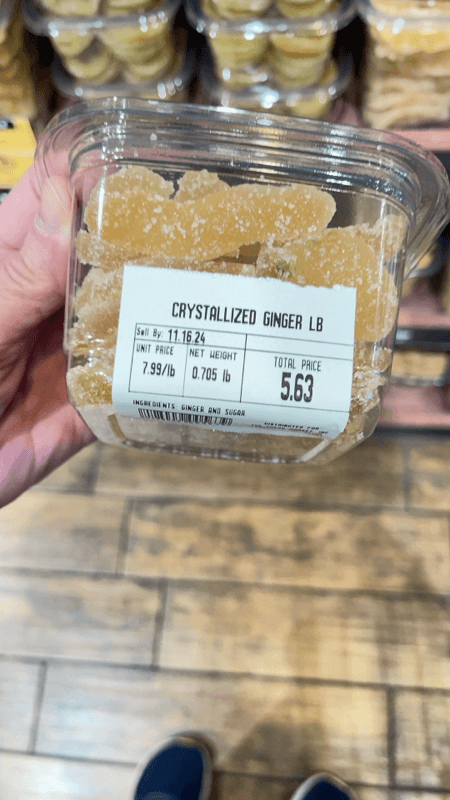 CRYSTALLIZED GINGER LB
Sell By: 11.16.24
UNIT PRICE
7.99/lb
NET WEIGHT
0.705 lb
TOTAL PRICE
5.63
INGREDIENTS: GINGER AND SUGAR
DISTRIBUTED FOR